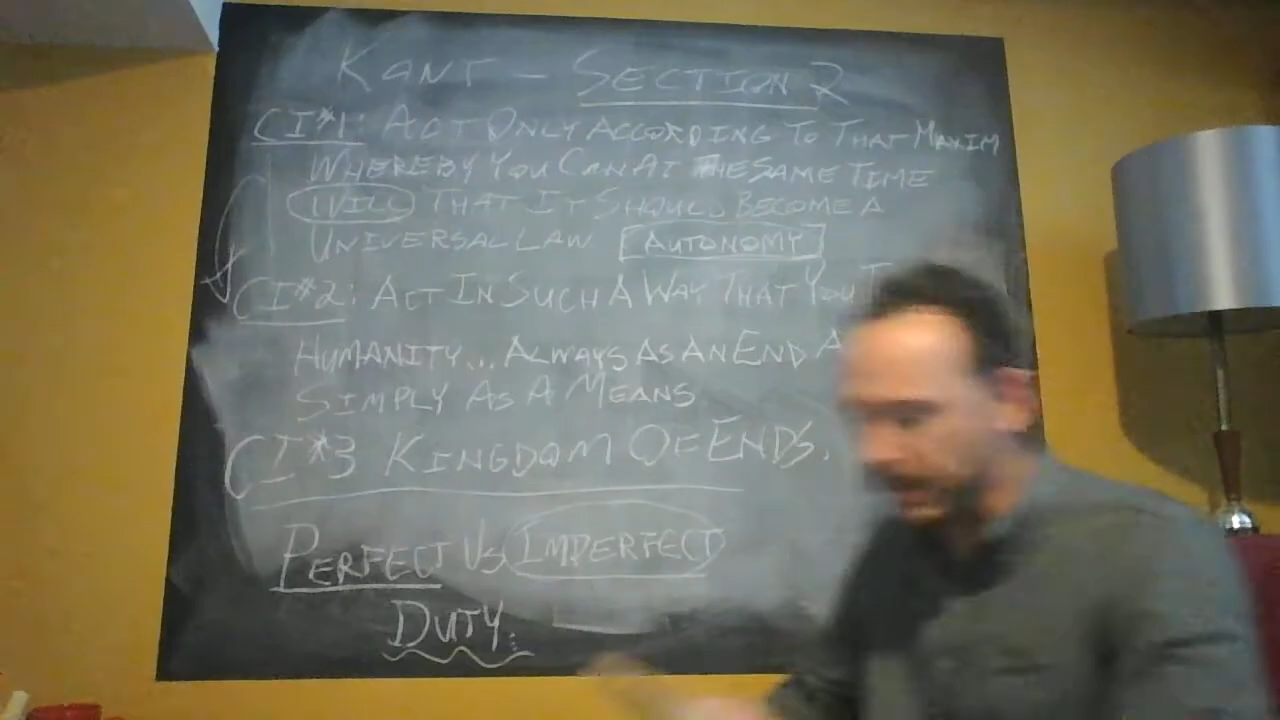 KANT - SECTION 2
CI#1: ACT ONLY ACCORDING TO THAT MAXIM
WHEREBY YOU CAN AT THE SAME TIME
WILL THAT IT SHOULD BECOME A
UNIVERSAL LAW AUTONOMY
CI#2: ACT IN SUCH A WAY THAT YOU T
HUMANITY... ALWAYS AS AN END A
SIMPLY AS A MEANS
CI#3 KINGDOM OF ENDS.
PERFECT VS IMPERFECT
DUTY: